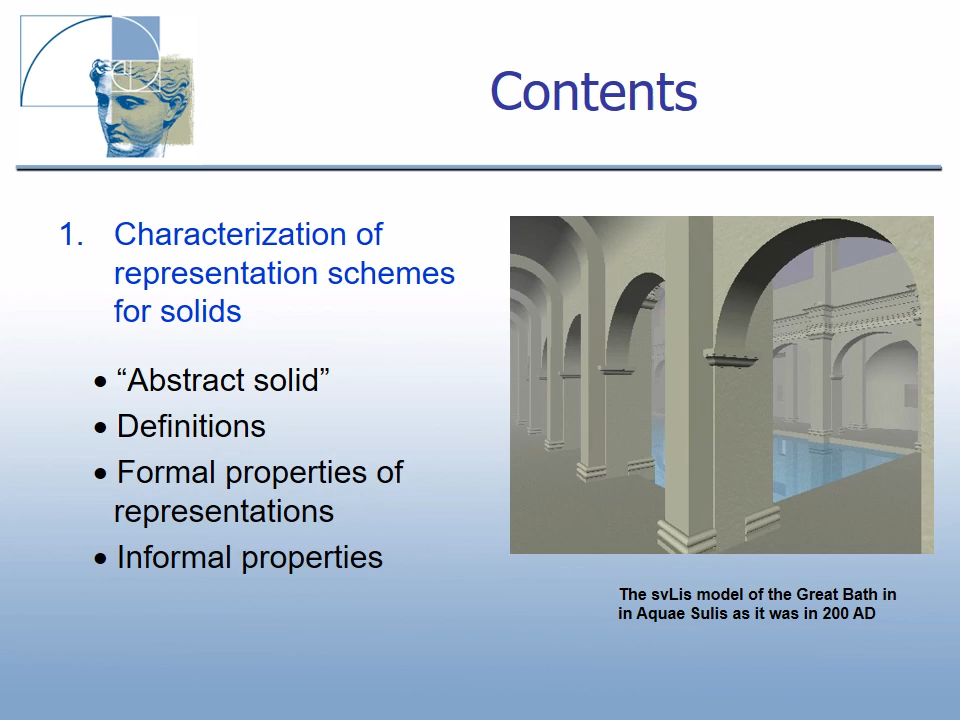 Contents
1. Characterization of
representation schemes
for solids
• “Abstract solid”
• Definitions
• Formal properties of
representations
• Informal properties
The svLis model of the Great Bath in
in Aquae Sulis as it was in 200 AD